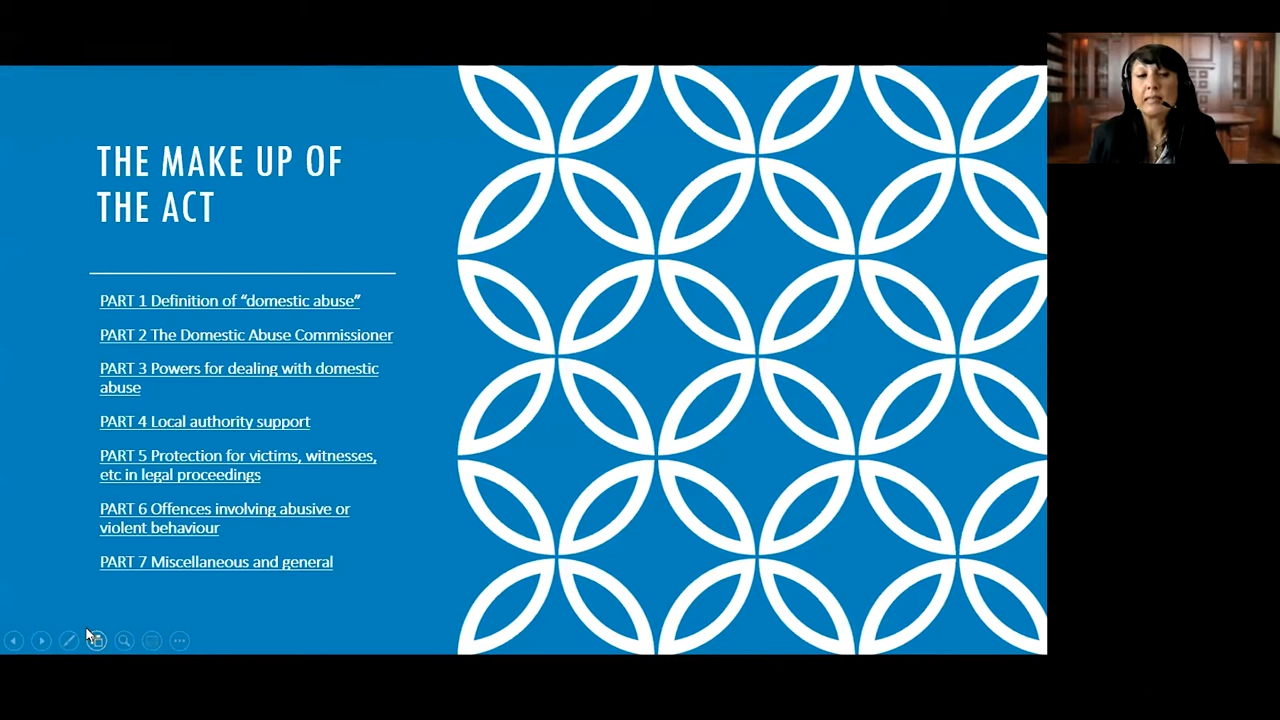 THE MAKE UP OF
THE ACT
PART 1 Definition of “domestic abuse”
PART 2 The Domestic Abuse Commissioner
PART 3 Powers for dealing with domestic
abuse
PART 4 Local authority support
PART 5 Protection for victims, witnesses,
etc in legal proceedings
PART 6 Offences involving abusive or
violent behaviour
PART 7 Miscellaneous and general